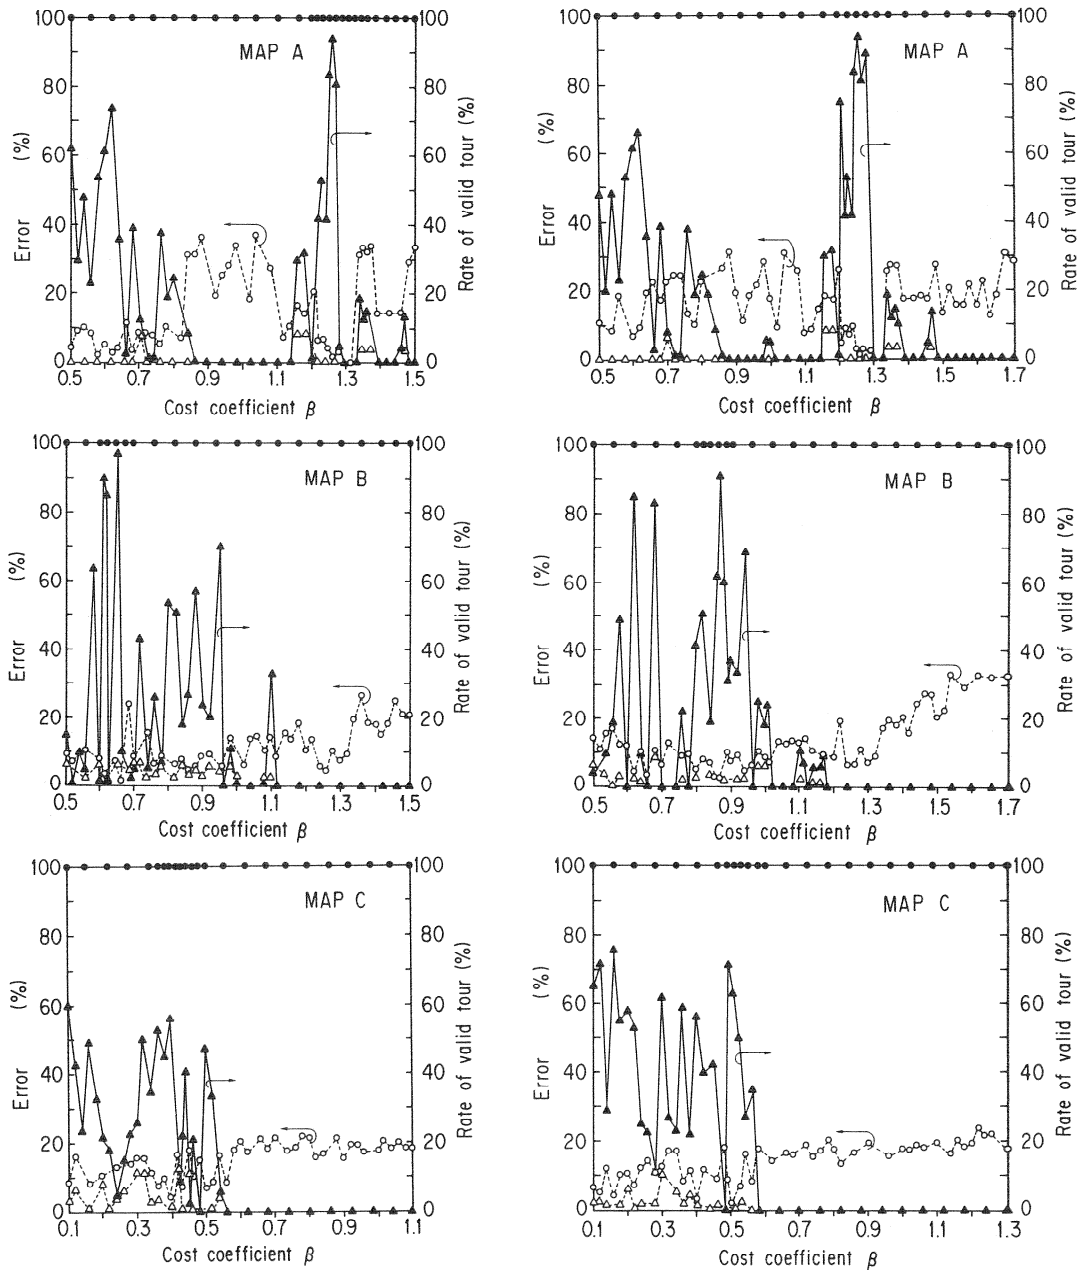 100
80
60
40
20
0
Error (%)
MAP A
100
80
60
40
20
0
Rate of valid tour (%)
0.5 0.7 0.9 1.1 1.3 1.5
Cost coefficient β
100
80
60
40
20
0
Error (%)
MAP A
100
80
60
40
20
0
Rate of valid tour (%)
0.5 0.7 0.9 1.1 1.3 1.5 1.7
Cost coefficient β
100
80
60
40
20
0
Error (%)
MAP B
100
80
60
40
20
0
Rate of valid tour (%)
0.5 0.7 0.9 1.1 1.3 1.5
Cost coefficient β
100
80
60
40
20
0
Error (%)
MAP B
100
80
60
40
20
0
Rate of valid tour (%)
0.5 0.7 0.9 1.1 1.3 1.5 1.7
Cost coefficient β
100
80
60
40
20
0
Error (%)
MAP C
100
80
60
40
20
0
Rate of valid tour (%)
0.1 0.3 0.5 0.7 0.9 1.1
Cost coefficient β
100
80
60
40
20
0
Error (%)
MAP C
100
80
60
40
20
0
Rate of valid tour (%)
0.1 0.3 0.5 0.7 0.9 1.1 1.3
Cost coefficient β